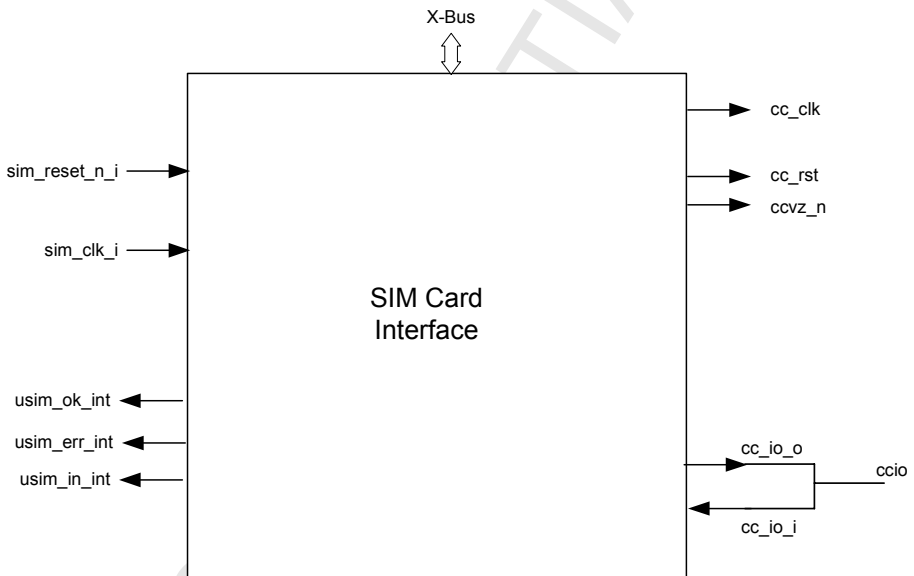 X-Bus
cc_clk
sim_reset_n_i
cc_rst
ccvz_n
sim_clk_i
SIM Card
Interface
usim_ok_int
usim_err_int
usim_in_int
cc_io_o
ccio
cc_io_i